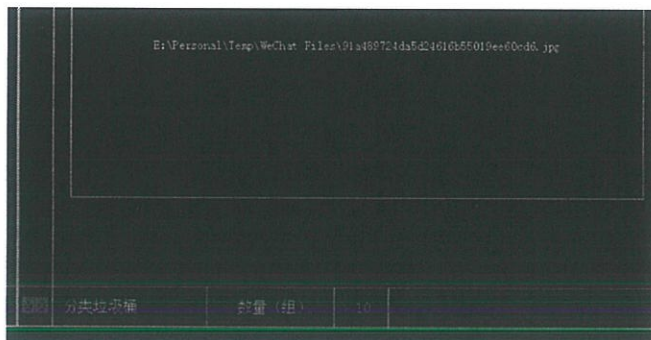 E:\Personal\Temp\WeChat Files\91a489724da5d24616b55019ee60cd6.jpg
分类垃圾桶 数量（组） 10